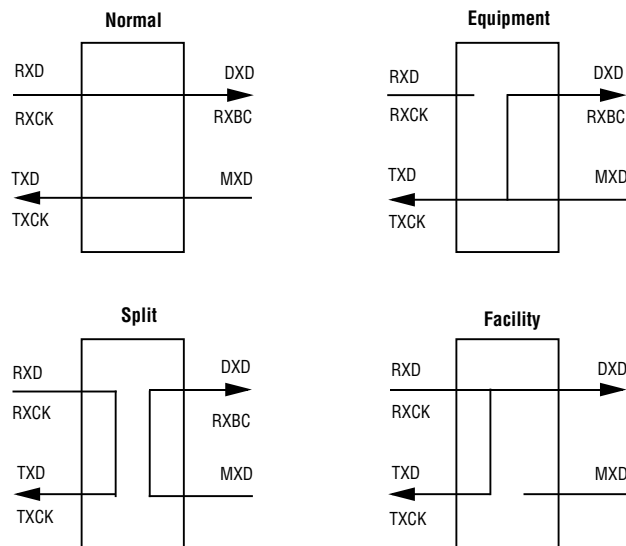 Normal
RXD
DXD
RXCK
RXBC
TXD
MXD
TXCK
Equipment
RXD
DXD
RXCK
RXBC
TXD
MXD
TXCK
Split
RXD
DXD
RXCK
RXBC
TXD
MXD
TXCK
Facility
RXD
DXD
RXCK
TXD
MXD
TXCK